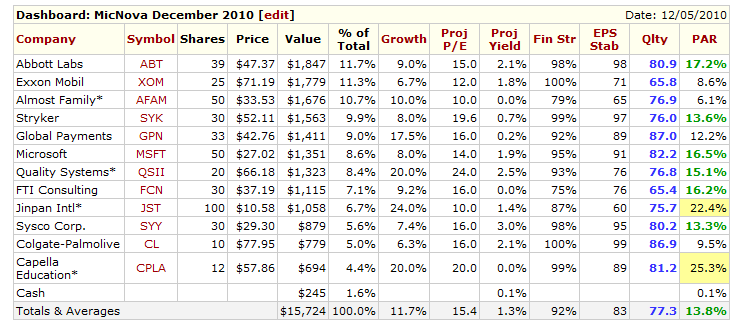 Dashboard: MicNova December 2010 [edit] Date: 12/05/2010
Company Symbol Shares Price Value % of Total Growth Proj P/E Proj Yield Fin Str EPS Stab Qlty PAR
Abbott Labs ABT 39 $47.37 $1,847 11.7% 9.0% 15.0 2.1% 98% 98 80.9 17.2%
Exxon Mobil XOM 25 $71.19 $1,779 11.3% 6.7% 12.0 1.8% 100% 71 65.8 8.6%
Almost Family* AFAM 50 $33.53 $1,676 10.7% 10.0% 10.0 0.0% 79% 65 76.9 6.1%
Stryker SYK 30 $52.11 $1,563 9.9% 8.0% 19.6 0.7% 99% 97 76.0 13.6%
Global Payments GPN 33 $42.76 $1,411 9.0% 17.5% 16.0 0.2% 92% 89 87.0 12.2%
Microsoft MSFT 50 $27.02 $1,351 8.6% 8.0% 14.0 1.9% 95% 91 82.2 16.5%
Quality Systems* QSII 20 $66.18 $1,323 8.4% 20.0% 24.0 2.5% 93% 76 76.8 15.1%
FTI Consulting FCN 30 $37.19 $1,115 7.1% 9.2% 16.0 0.0% 75% 76 65.4 16.2%
Jinpan Intl* JST 100 $10.58 $1,058 6.7% 24.0% 10.0 1.4% 87% 60 75.7 22.4%
Sysco Corp. SYY 30 $29.30 $879 5.6% 7.4% 16.0 3.0% 98% 95 80.2 13.3%
Colgate-Palmolive CL 10 $77.95 $779 5.0% 6.3% 16.0 2.1% 100% 99 86.9 9.5%
Capella Education* CPLA 12 $57.86 $694 4.4% 20.0% 20.0 0.0% 99% 89 81.2 25.3%
Cash $245 1.6% 0.1% 0.1%
Totals & Averages $15,724 100.0% 11.7% 15.4 1.3% 92% 83 77.3 13.8%